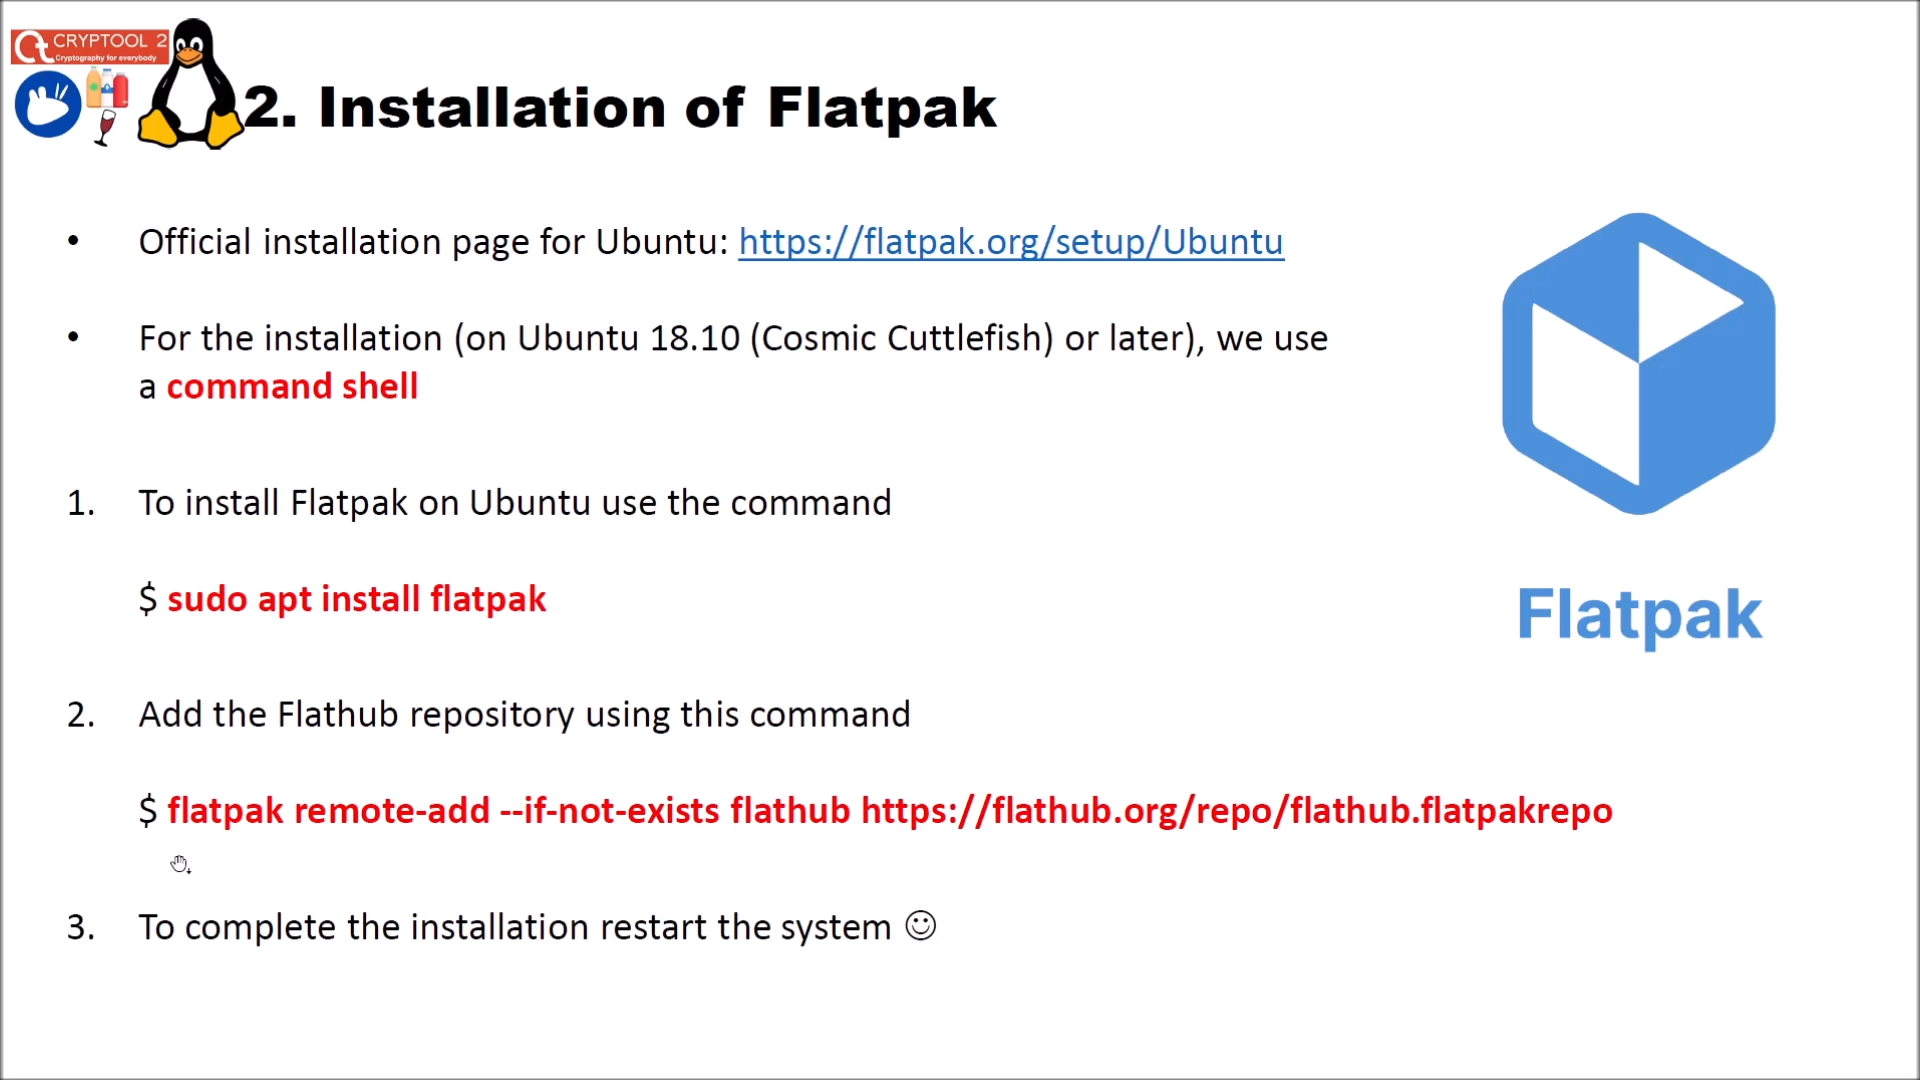 CRYPTOOL 2
Cryptography for everybody
2. Installation of Flatpak
• Official installation page for Ubuntu: https://flatpak.org/setup/Ubuntu
• For the installation (on Ubuntu 18.10 (Cosmic Cuttlefish) or later), we use
a command shell
1. To install Flatpak on Ubuntu use the command
$ sudo apt install flatpak
Flatpak
2. Add the Flathub repository using this command
$ flatpak remote-add --if-not-exists flathub https://flathub.org/repo/flathub.flatpakrepo
3. To complete the installation restart the system ☺